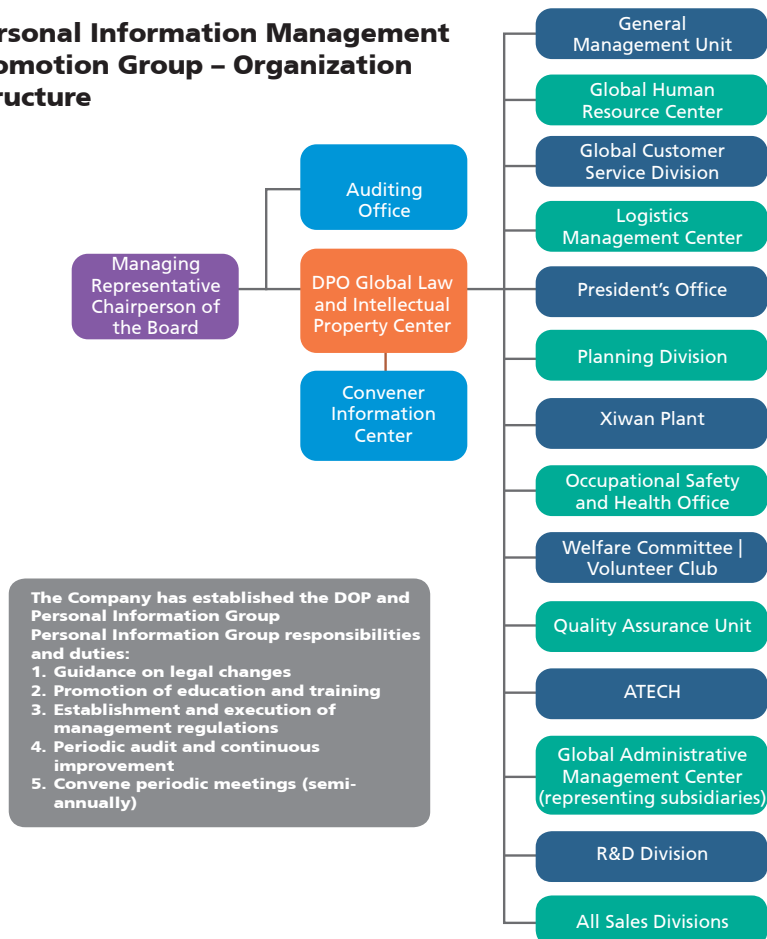 ersonal Information Management
omotion Group – Organization
ructure
Auditing
Office
Managing
Representative
Chairperson of
the Board
DPO Global Law
and Intellectual
Property Center
Convener
Information
Center
General
Management Unit
Global Human
Resource Center
Global Customer
Service Division
Logistics
Management Center
President's Office
Planning Division
Xiwan Plant
Occupational Safety
and Health Office
Welfare Committee |
Volunteer Club
Quality Assurance Unit
ATECH
Global Administrative
Management Center
(representing subsidiaries)
R&D Division
All Sales Divisions
The Company has established the DOP and
Personal Information Group
Personal Information Group responsibilities
and duties:
1. Guidance on legal changes
2. Promotion of education and training
3. Establishment and execution of
management regulations
4. Periodic audit and continuous
improvement
5. Convene periodic meetings (semi-
annually)